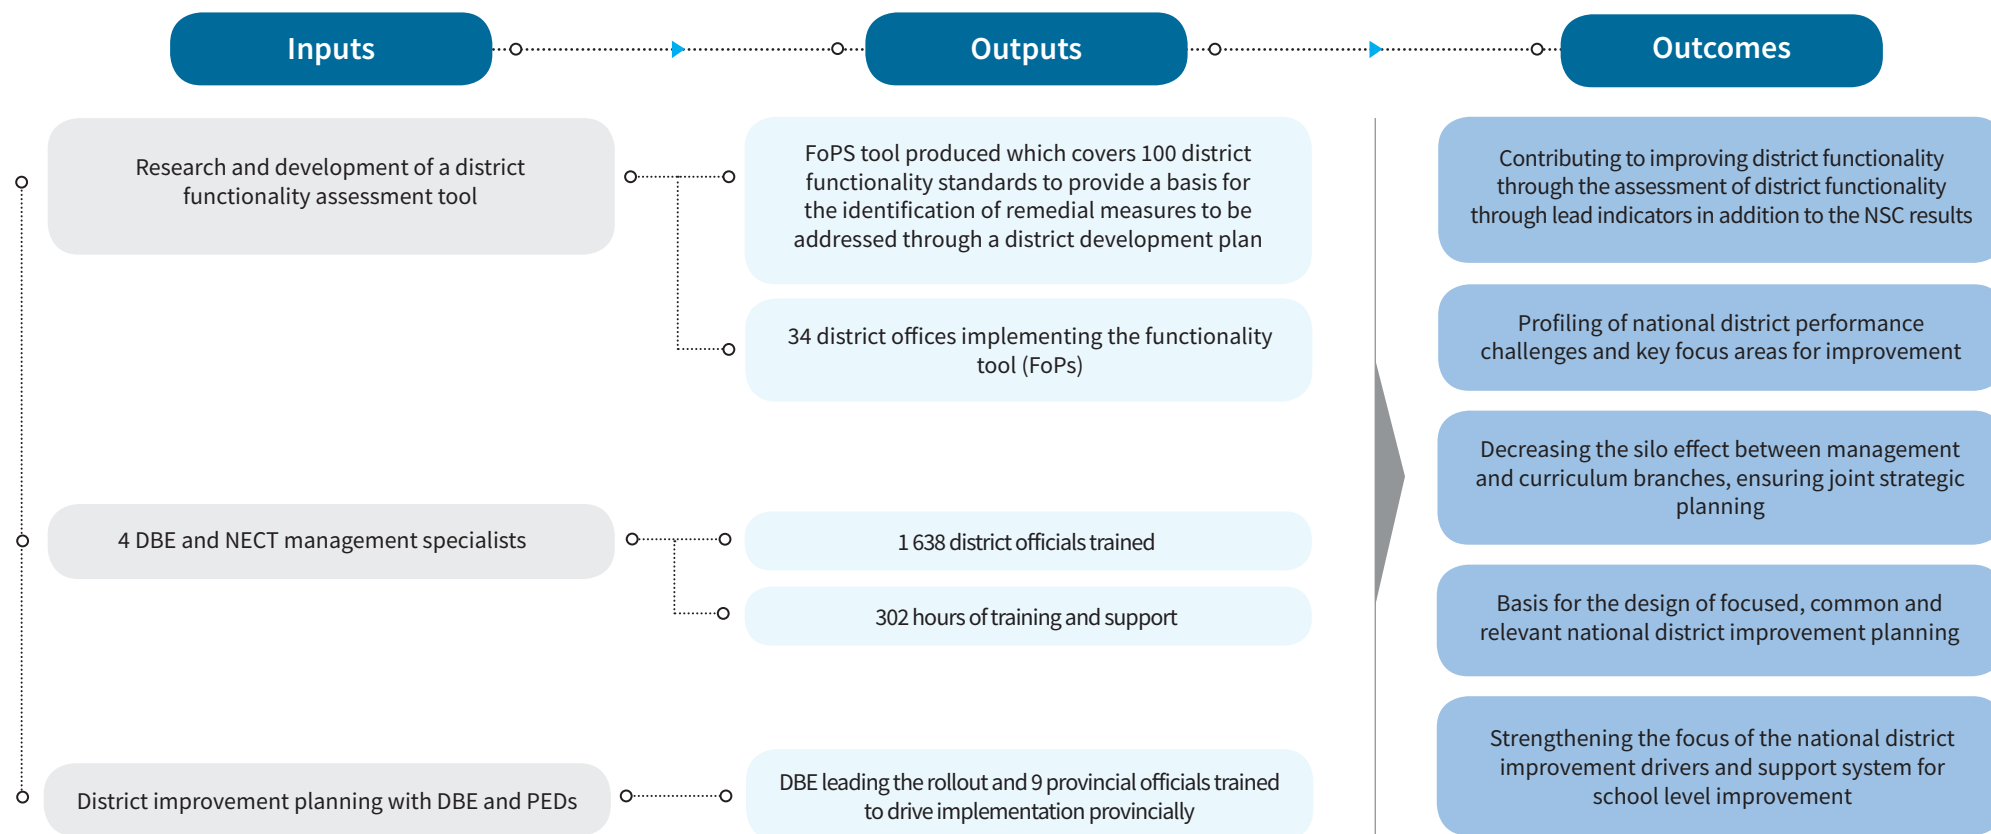 Inputs
Outputs
Outcomes
Research and development of a district
functionality assessment tool
FoPS tool produced which covers 100 district
functionality standards to provide a basis for
the identification of remedial measures to be
addressed through a district development plan
34 district offices implementing the functionality
tool (FoPs)
4 DBE and NECT management specialists
1 638 district officials trained
302 hours of training and support
District improvement planning with DBE and PEDs
DBE leading the rollout and 9 provincial officials trained
to drive implementation provincially
Contributing to improving district functionality
through the assessment of district functionality
through lead indicators in addition to the NSC results
Profiling of national district performance
challenges and key focus areas for improvement
Decreasing the silo effect between management
and curriculum branches, ensuring joint strategic
planning
Basis for the design of focused, common and
relevant national district improvement planning
Strengthening the focus of the national district
improvement drivers and support system for
school level improvement